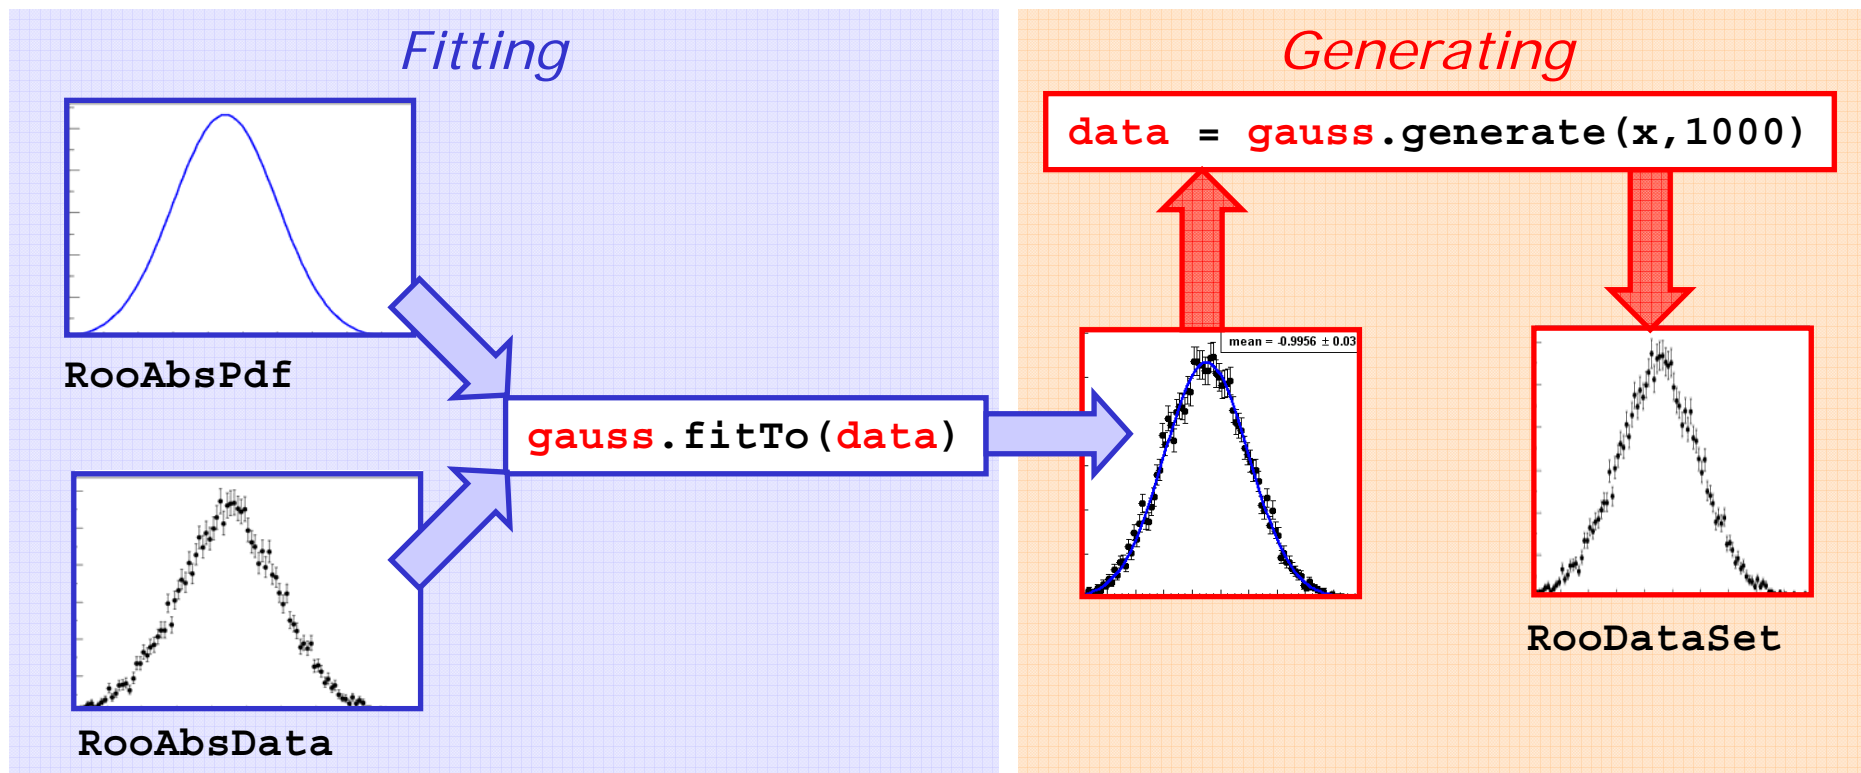 Fitting
RooAbsPdf
RooAbsData
gauss.fitTo(data)
Generating
data = gauss.generate(x,1000)
mean = -0.9956 ± 0.03
RooDataSet